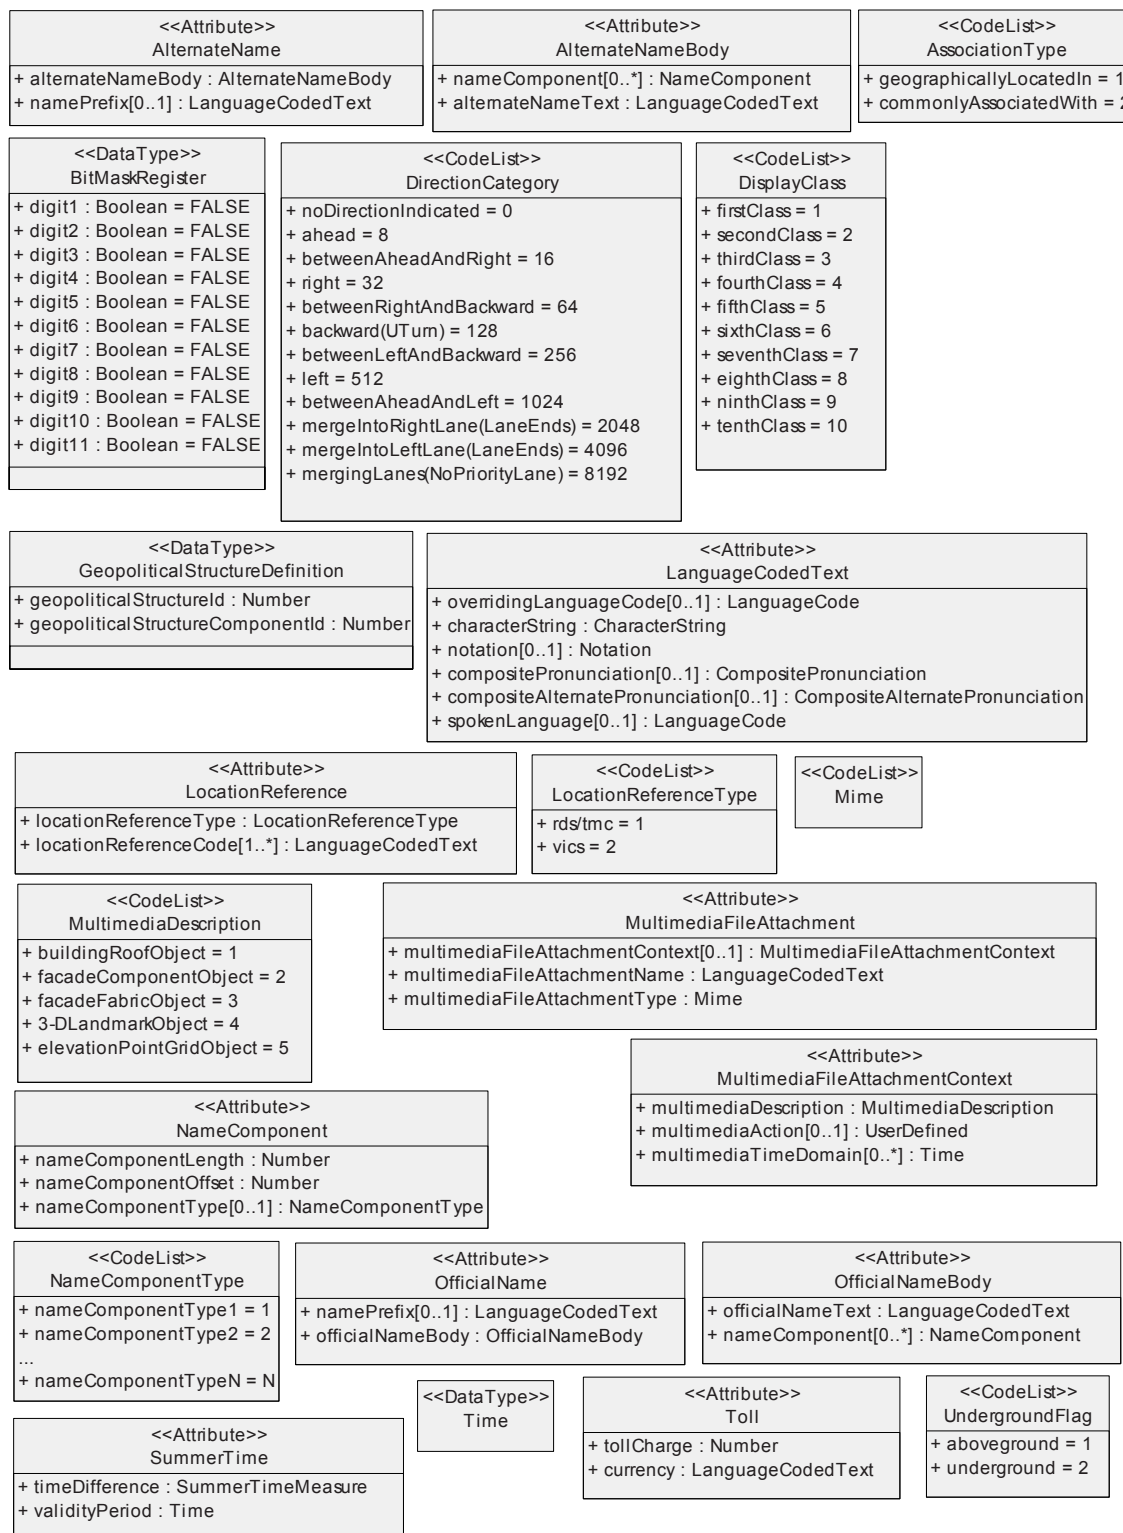 <<Attribute>>
AlternateName
+ alternateNameBody : AlternateNameBody
+ namePrefix[0..1] : LanguageCodedText
<<Attribute>>
AlternateNameBody
+ nameComponent[0..*] : NameComponent
+ alternateNameText : LanguageCodedText
<<CodeList>>
AssociationType
+ geographicallyLocatedIn = 1
+ commonlyAssociatedWith = 2
<<DataType>>
BitMaskRegister
+ digit1 : Boolean = FALSE
+ digit2 : Boolean = FALSE
+ digit3 : Boolean = FALSE
+ digit4 : Boolean = FALSE
+ digit5 : Boolean = FALSE
+ digit6 : Boolean = FALSE
+ digit7 : Boolean = FALSE
+ digit8 : Boolean = FALSE
+ digit9 : Boolean = FALSE
+ digit10 : Boolean = FALSE
+ digit11 : Boolean = FALSE
<<CodeList>>
DirectionCategory
+ noDirectionIndicated = 0
+ ahead = 8
+ betweenAheadAndRight = 16
+ right = 32
+ betweenRightAndBackward = 64
+ backward(UTurn) = 128
+ betweenLeftAndBackward = 256
+ left = 512
+ betweenAheadAndLeft = 1024
+ mergeIntoRightLane(LaneEnds) = 2048
+ mergeIntoLeftLane(LaneEnds) = 4096
+ mergingLanes(NoPriorityLane) = 8192
<<CodeList>>
DisplayClass
+ firstClass = 1
+ secondClass = 2
+ thirdClass = 3
+ fourthClass = 4
+ fifthClass = 5
+ sixthClass = 6
+ seventhClass = 7
+ eighthClass = 8
+ ninthClass = 9
+ tenthClass = 10
<<DataType>>
GeopoliticalStructureDefinition
+ geopoliticalStructureId : Number
+ geopoliticalStructureComponentId : Number
<<Attribute>>
LanguageCodedText
+ overridingLanguageCode[0..1] : LanguageCode
+ characterString : CharacterString
+ notation[0..1] : Notation
+ compositePronunciation[0..1] : CompositePronunciation
+ compositeAlternatePronunciation[0..1] : CompositeAlternatePronunciation
+ spokenLanguage[0..1] : LanguageCode
<<Attribute>>
LocationReference
+ locationReferenceType : LocationReferenceType
+ locationReferenceCode[1..*] : LanguageCodedText
<<CodeList>>
LocationReferenceType
+ rds/tmc = 1
+ vics = 2
<<CodeList>>
Mime
<<CodeList>>
MultimediaDescription
+ buildingRoofObject = 1
+ facadeComponentObject = 2
+ facadeFabricObject = 3
+ 3-DLandmarkObject = 4
+ elevationPointGridObject = 5
<<Attribute>>
MultimediaFileAttachment
+ multimediaFileAttachmentContext[0..1] : MultimediaFileAttachmentContext
+ multimediaFileAttachmentName : LanguageCodedText
+ multimediaFileAttachmentType : Mime
<<Attribute>>
MultimediaFileAttachmentContext
+ multimediaDescription : MultimediaDescription
+ multimediaAction[0..1] : UserDefined
+ multimediaTimeDomain[0..*] : Time
<<Attribute>>
NameComponent
+ nameComponentLength : Number
+ nameComponentOffset : Number
+ nameComponentType[0..1] : NameComponentType
<<CodeList>>
NameComponentType
+ nameComponentType1 = 1
+ nameComponentType2 = 2
...
+ nameComponentTypeN = N
<<Attribute>>
OfficialName
+ namePrefix[0..1] : LanguageCodedText
+ officialNameBody : OfficialNameBody
<<Attribute>>
OfficialNameBody
+ officialNameText : LanguageCodedText
+ nameComponent[0..*] : NameComponent
<<Attribute>>
SummerTime
+ timeDifference : SummerTimeMeasure
+ validityPeriod : Time
<<DataType>>
Time
<<Attribute>>
Toll
+ tollCharge : Number
+ currency : LanguageCodedText
<<CodeList>>
UndergroundFlag
+ aboveground = 1
+ underground = 2